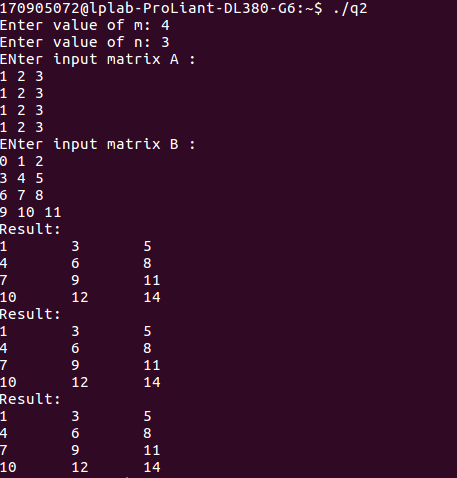 170905072@lplab-ProLiant-DL380-G6:~$ ./q2
Enter value of m: 4
Enter value of n: 3
ENter input matrix A :
1 2 3
1 2 3
1 2 3
1 2 3
ENter input matrix B :
0 1 2
3 4 5
6 7 8
9 10 11
Result:
1 3 5
4 6 8
7 9 11
10 12 14
Result:
1 3 5
4 6 8
7 9 11
10 12 14
Result:
1 3 5
4 6 8
7 9 11
10 12 14